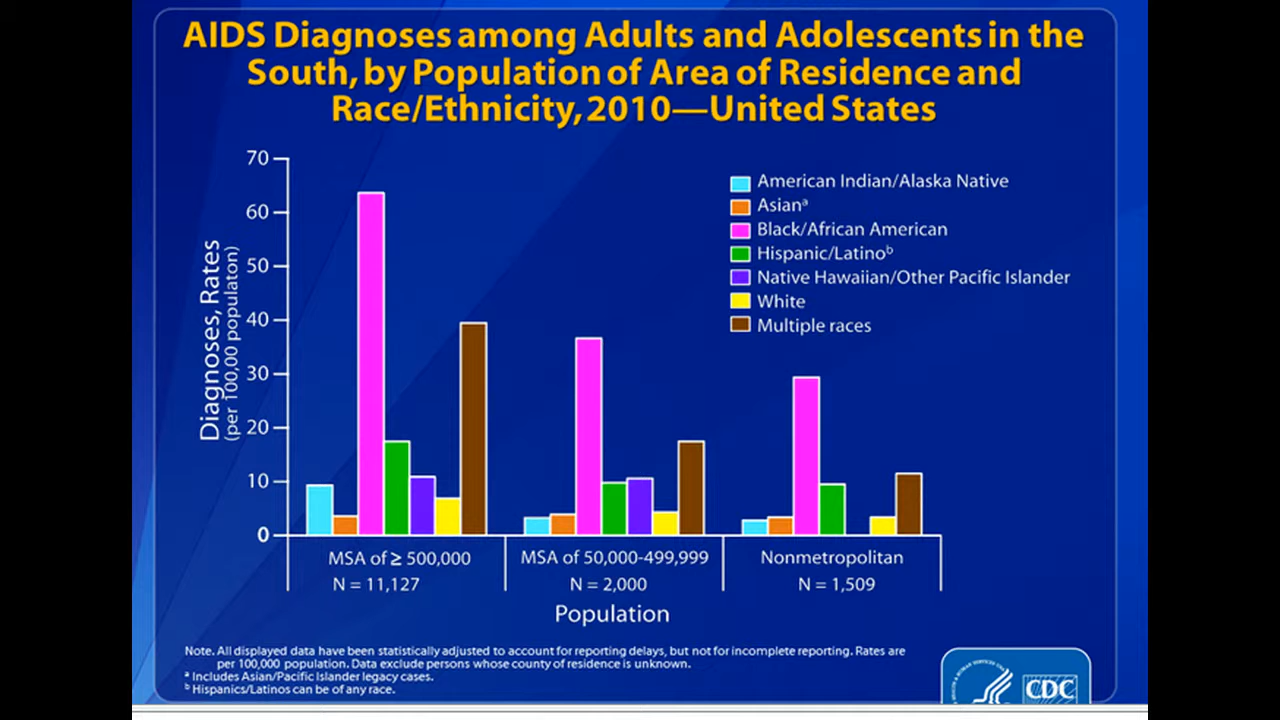 AIDS Diagnoses among Adults and Adolescents in the
South, by Population of Area of Residence and
Race/Ethnicity, 2010—United States
Diagnoses, Rates
(per 100,00 populaton)
70
60
50
40
30
20
10
0
American Indian/Alaska Native
Asianᵃ
Black/African American
Hispanic/Latinoᵇ
Native Hawaiian/Other Pacific Islander
White
Multiple races
MSA of ≥ 500,000
N = 11,127
MSA of 50,000-499,999
N = 2,000
Nonmetropolitan
N = 1,509
Population
Note. All displayed data have been statistically adjusted to account for reporting delays, but not for incomplete reporting. Rates are
per 100,000 population. Data exclude persons whose county of residence is unknown.
ᵃ Includes Asian/Pacific Islander legacy cases.
ᵇ Hispanics/Latinos can be of any race.
CDC